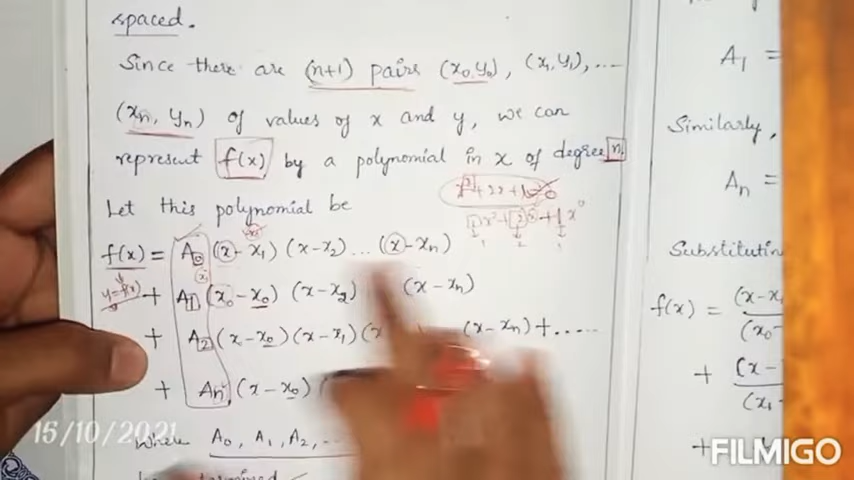 spaced.
Since there are (n+1) pairs (x₀, y₀), (x₁, y₁), ...
(xₙ, yₙ) of values of x and y, we can
represent f(x) by a polynomial in x of degree n.
Let this polynomial be
f(x) = A₀ (x - x₁) (x - x₂) ... (x - xₙ)
y = f(x)
+ A₁ (x₀ - x₀) (x - x₂) (x - xₙ)
+ A₂ (x - x₀) (x - x₁) (x (x - xₙ) + .....
+ Aₙ (x - x₀) (
where A₀, A₁, A₂, ..
A₁ =
Similarly,
Aₙ =
Substituting
f(x) = (x - x
(x₀
+ (x -
(x₁
+
15/10/2021
FILMIGO